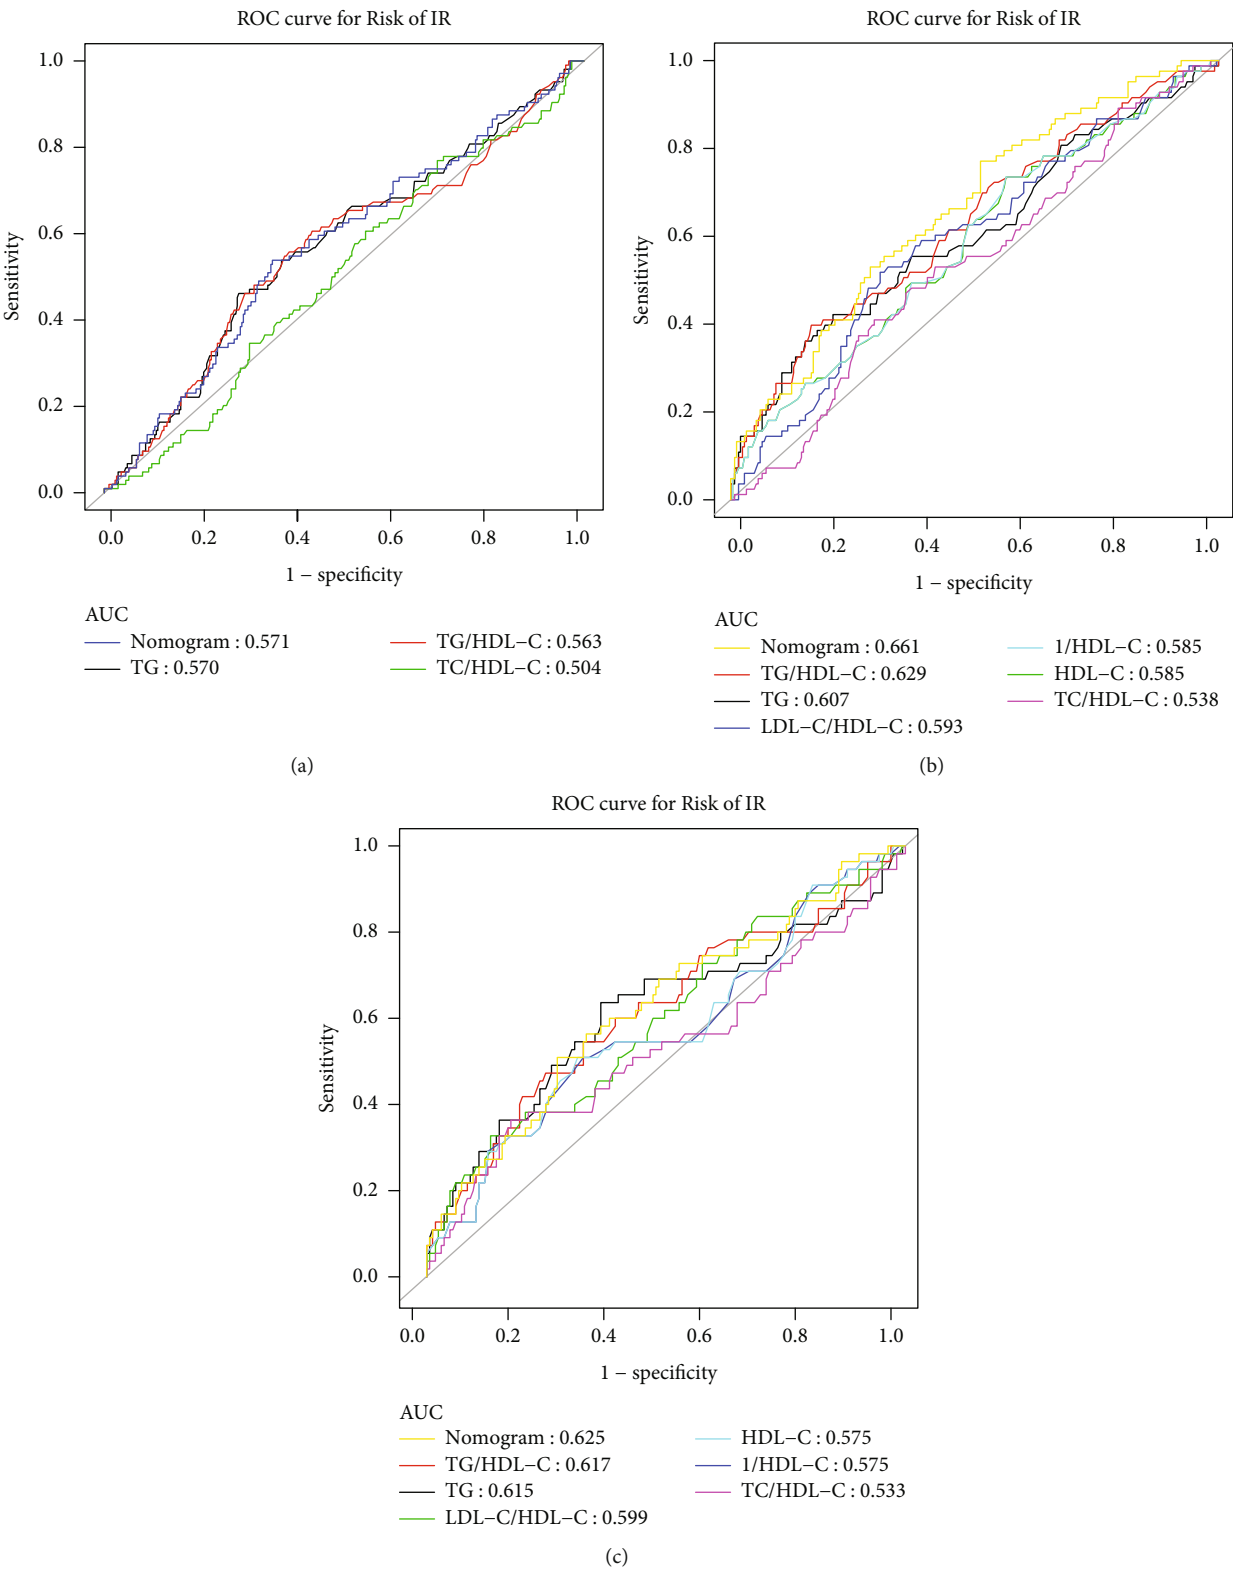 ROC curve for Risk of IR
1.0
0.8
0.6
0.4
0.2
0.0
Sensitivity
0.0 0.2 0.4 0.6 0.8 1.0
1 − specificity
AUC
Nomogram : 0.571
TG : 0.570
TG/HDL−C : 0.563
TC/HDL−C : 0.504
(a)
ROC curve for Risk of IR
1.0
0.8
0.6
0.4
0.2
0.0
Sensitivity
0.0 0.2 0.4 0.6 0.8 1.0
1 − specificity
AUC
Nomogram : 0.661
TG/HDL−C : 0.629
TG : 0.607
LDL−C/HDL−C : 0.593
1/HDL−C : 0.585
HDL−C : 0.585
TC/HDL−C : 0.538
(b)
ROC curve for Risk of IR
1.0
0.8
0.6
0.4
0.2
0.0
Sensitivity
0.0 0.2 0.4 0.6 0.8 1.0
1 − specificity
AUC
Nomogram : 0.625
TG/HDL−C : 0.617
TG : 0.615
LDL−C/HDL−C : 0.599
HDL−C : 0.575
1/HDL−C : 0.575
TC/HDL−C : 0.533
(c)